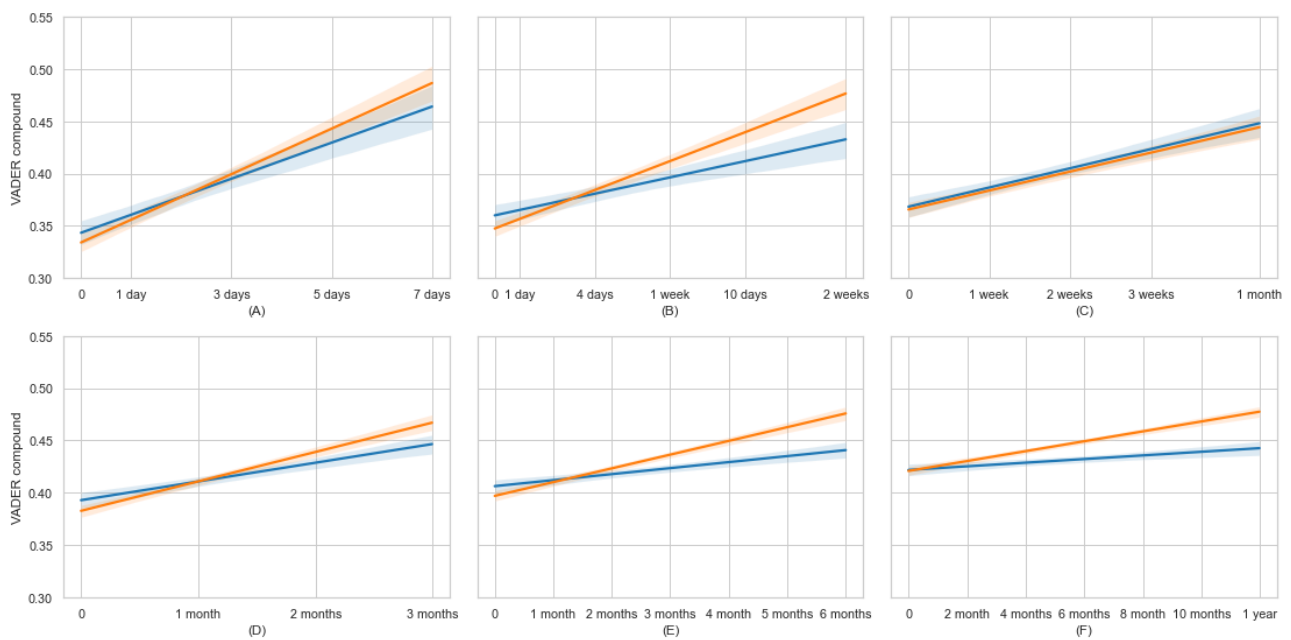 0.55
0.50
0.45
0.40
0.35
0.30
VADER compound
0 1 day 3 days 5 days 7 days
(A)
0 1 day 4 days 1 week 10 days 2 weeks
(B)
0 1 week 2 weeks 3 weeks 1 month
(C)
0.55
0.50
0.45
0.40
0.35
0.30
VADER compound
0 1 month 2 months 3 months
(D)
0 1 month 2 months 3 months 4 month 5 months 6 months
(E)
0 2 month 4 months 6 months 8 month 10 months 1 year
(F)